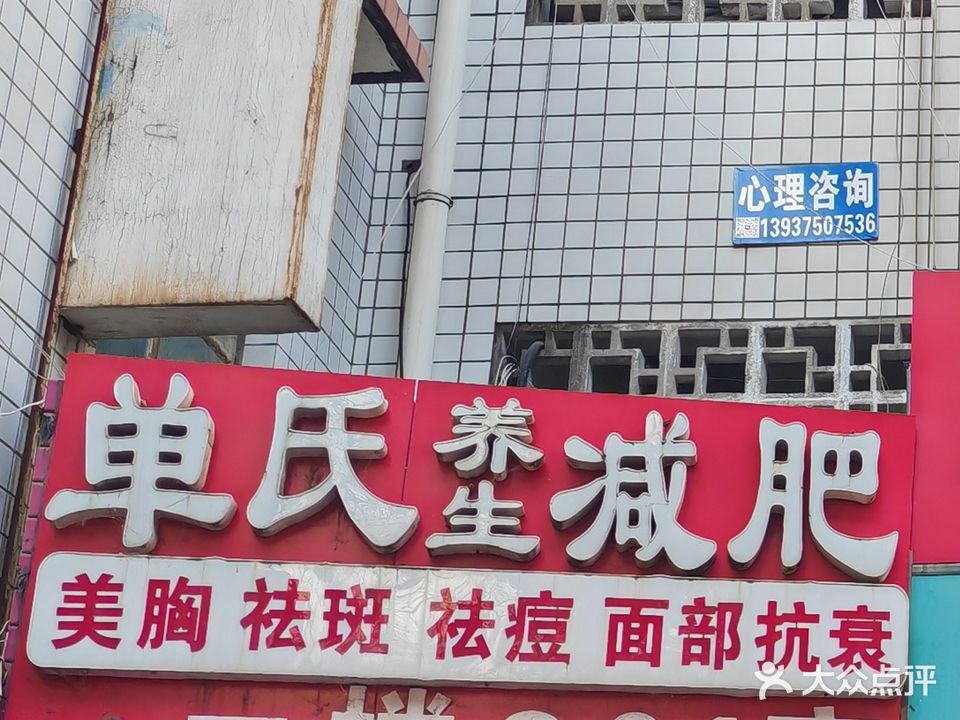 心理咨询
13937507536
单氏养生减肥
美胸 祛斑 祛痘 面部抗衰
大众点评